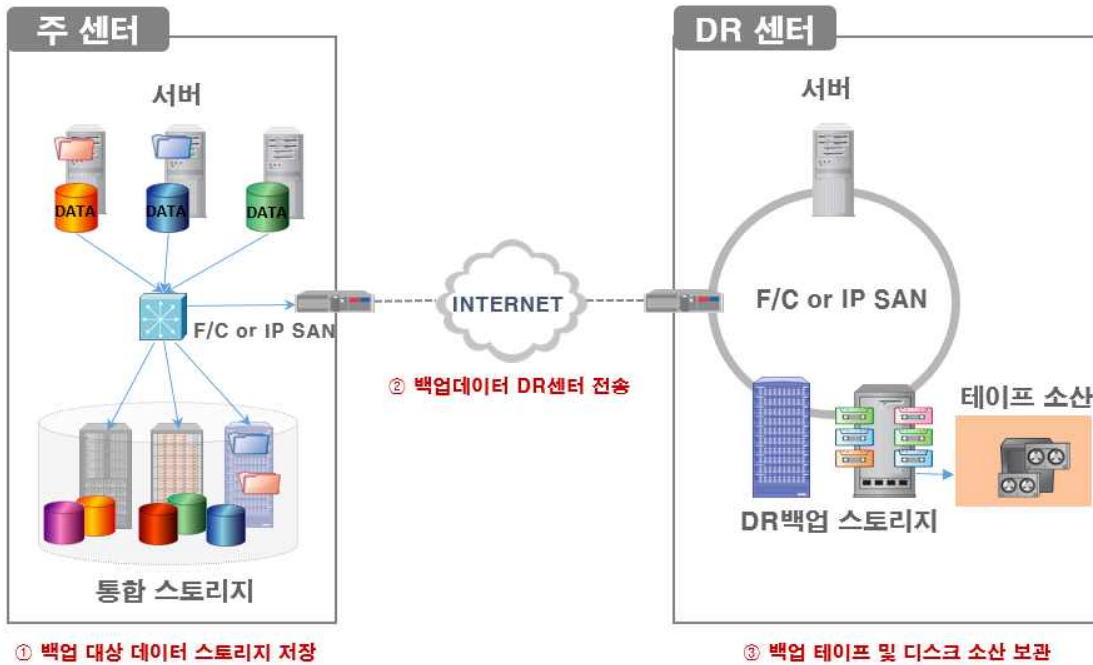 주 센터
서버
DATA
DATA
DATA
F/C or IP SAN
통합 스토리지
① 백업 대상 데이터 스토리지 저장
INTERNET
② 백업데이터 DR센터 전송
DR 센터
서버
F/C or IP SAN
테이프 소산
DR백업 스토리지
③ 백업 테이프 및 디스크 소산 보관